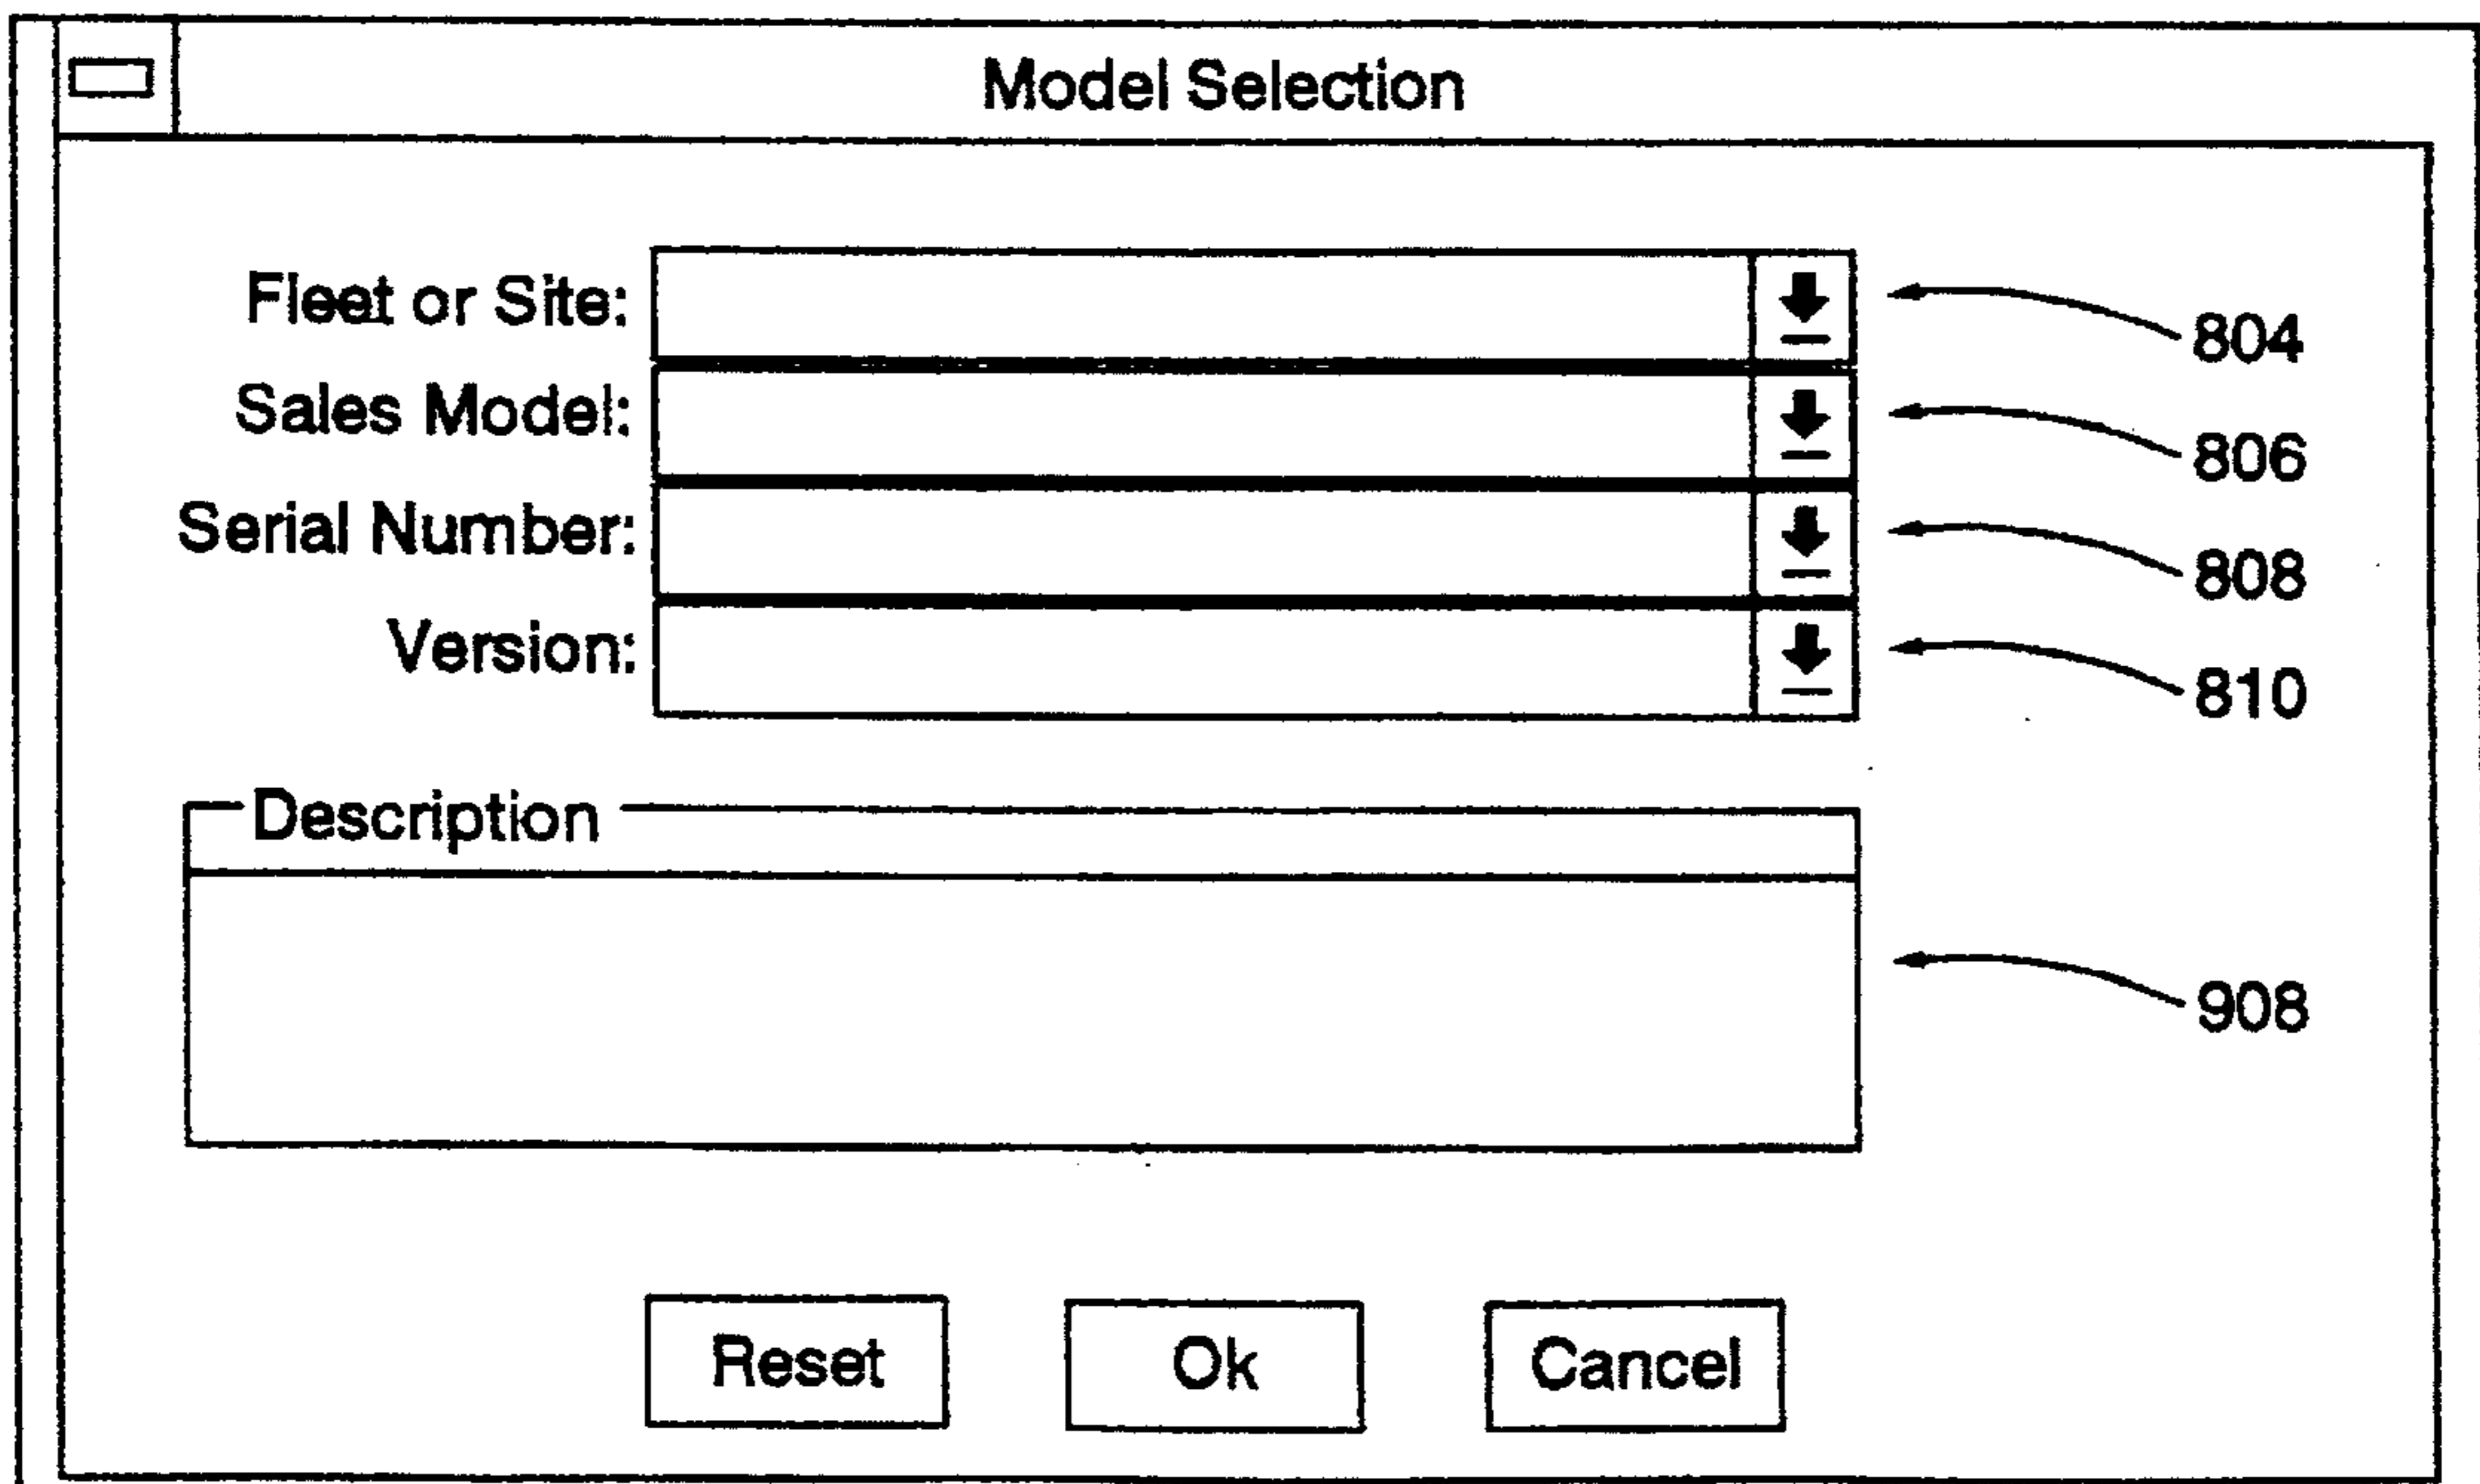 Model Selection
Fleet or Site:
804
Sales Model:
806
Serial Number:
808
Version:
810
Description
908
Reset Ok Cancel